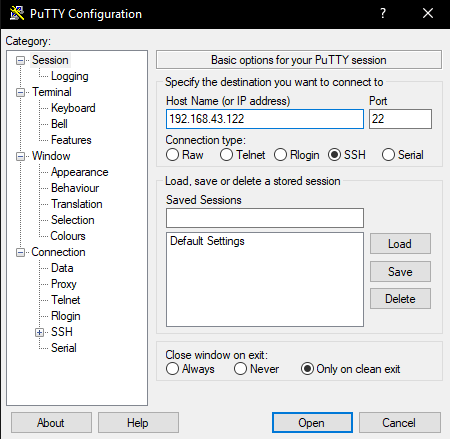 PuTTY Configuration
?
Category:
Session
Logging
Terminal
Keyboard
Bell
Features
Window
Appearance
Behaviour
Translation
Selection
Colours
Connection
Data
Proxy
Telnet
Rlogin
SSH
Serial
Basic options for your PuTTY session
Specify the destination you want to connect to
Host Name (or IP address) Port
192.168.43.122 22
Connection type:
Raw Telnet Rlogin SSH Serial
Load, save or delete a stored session
Saved Sessions
Default Settings
Load
Save
Delete
Close window on exit:
Always Never Only on clean exit
About Help Open Cancel